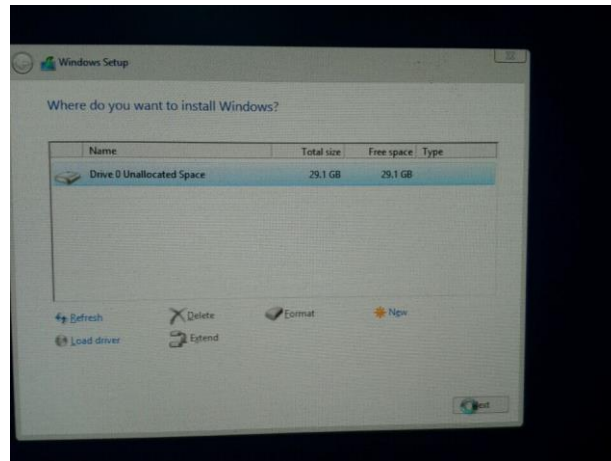 Windows Setup
Where do you want to install Windows?
Name Total size Free space Type
Drive 0 Unallocated Space 29.1 GB 29.1 GB
Refresh Delete Format New
Load driver Extend